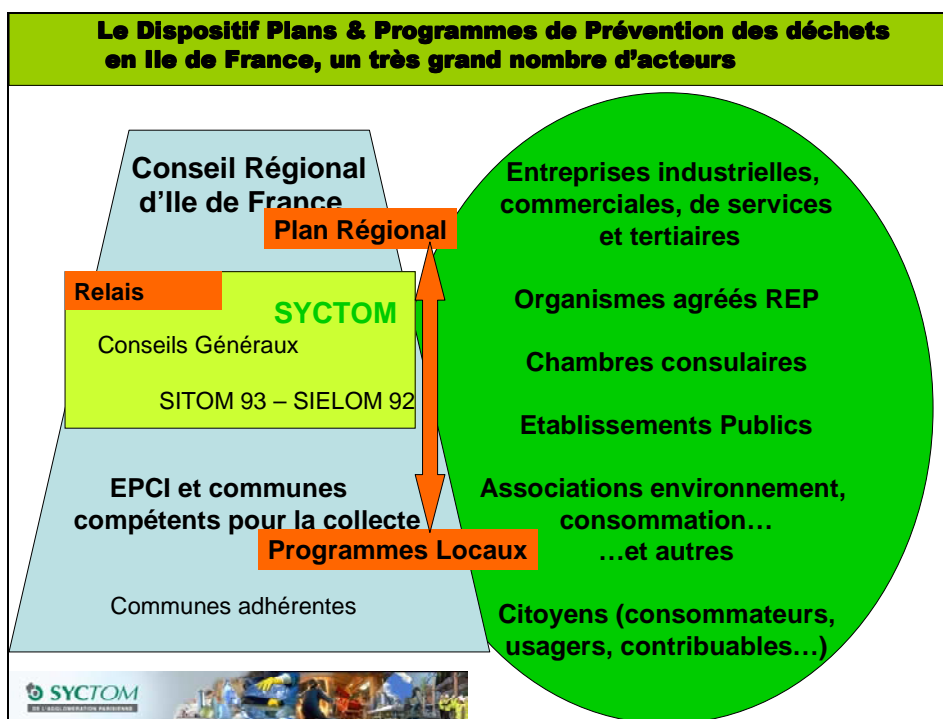 Le Dispositif Plans & Programmes de Prévention des déchets
en Ile de France, un très grand nombre d'acteurs
Conseil Régional
d'Ile de France
Plan Régional
Relais
SYCTOM
Conseils Généraux
SITOM 93 – SIELOM 92
EPCI et communes
compétents pour la collecte
Programmes Locaux
Communes adhérentes
Entreprises industrielles,
commerciales, de services
et tertiaires
Organismes agréés REP
Chambres consulaires
Etablissements Publics
Associations environnement,
consommation…
…et autres
Citoyens (consommateurs,
usagers, contribuables…)
SYCTOM
DE L'AGGLOMÉRATION PARISIENNE